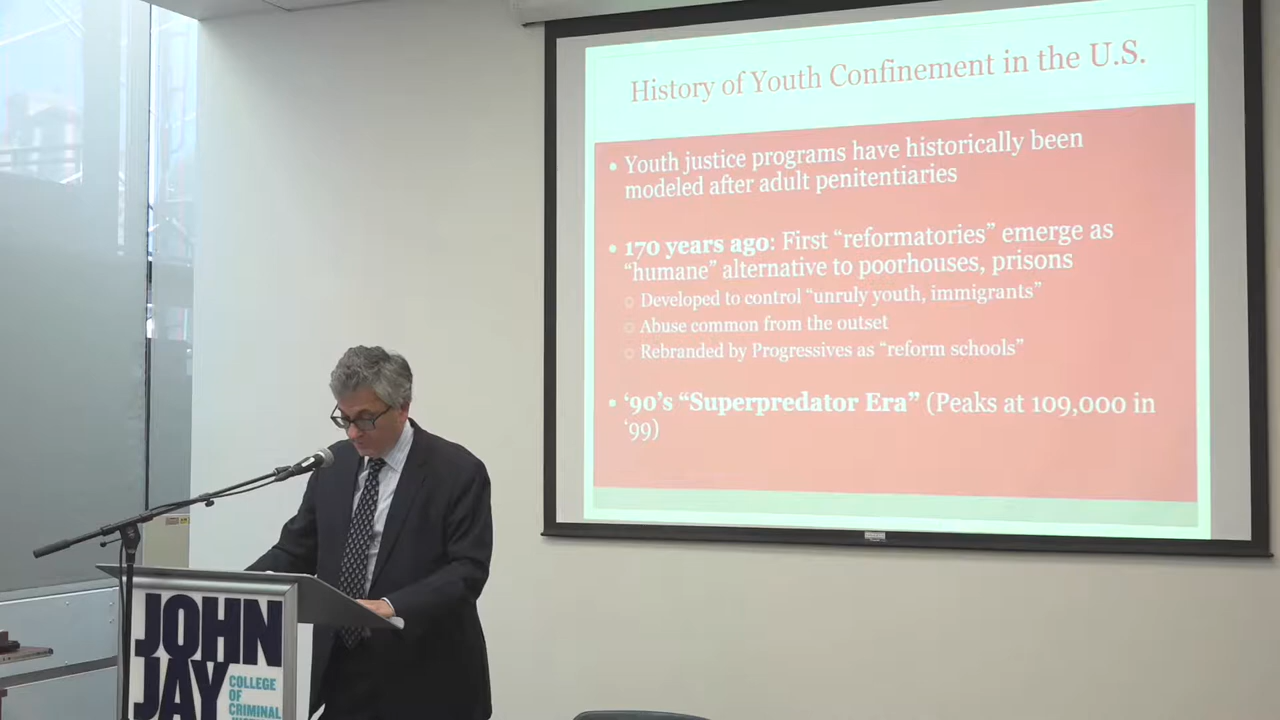 History of Youth Confinement in the U.S.
• Youth justice programs have historically been
modeled after adult penitentiaries
• 170 years ago: First “reformatories” emerge as
“humane” alternative to poorhouses, prisons
○ Developed to control “unruly youth, immigrants”
○ Abuse common from the outset
○ Rebranded by Progressives as “reform schools”
• ‘90’s “Superpredator Era” (Peaks at 109,000 in
‘99)
JOHN
JAY
COLLEGE
OF
CRIMINAL